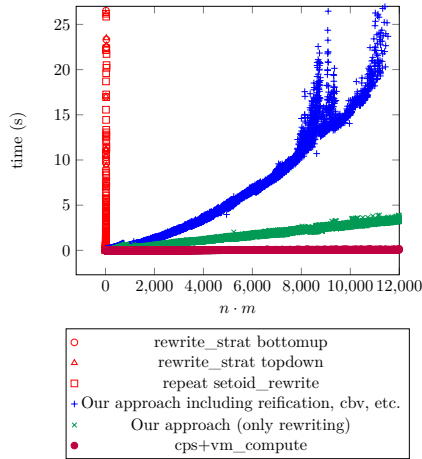 25
20
15
10
5
0
time (s)
0 2,000 4,000 6,000 8,000 10,000 12,000
n · m
rewrite_strat bottomup
rewrite_strat topdown
repeat setoid_rewrite
Our approach including reification, cbv, etc.
Our approach (only rewriting)
cps+vm_compute